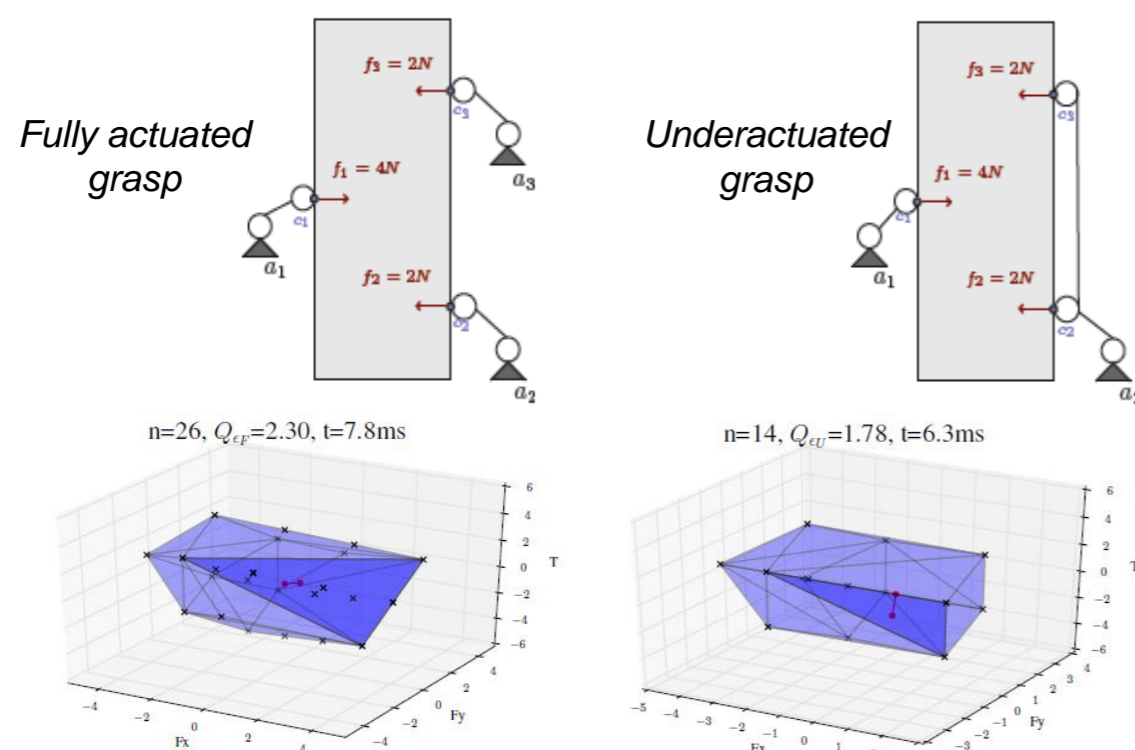 Fully actuated
grasp
f₃ = 2N
c₃
a₃
f₁ = 4N
c₁
a₁
f₂ = 2N
c₂
a₂
Underactuated
grasp
f₃ = 2N
c₃
f₁ = 4N
c₁
a₁
f₂ = 2N
c₂
n=26, Q_{ϵ_F}=2.30, t=7.8ms
6
4
2
0
−2
−4
−6
T
−4
−2
0
2
4
Fx
−4
−2
0
2
4
Fy
n=14, Q_{ϵ_U}=1.78, t=6.3ms
6
4
2
0
−2
−4
−6
T
−5
−4
−3
−2
−1
0
1
Fx
−3
−2
−1
0
1
2
3
4
Fy